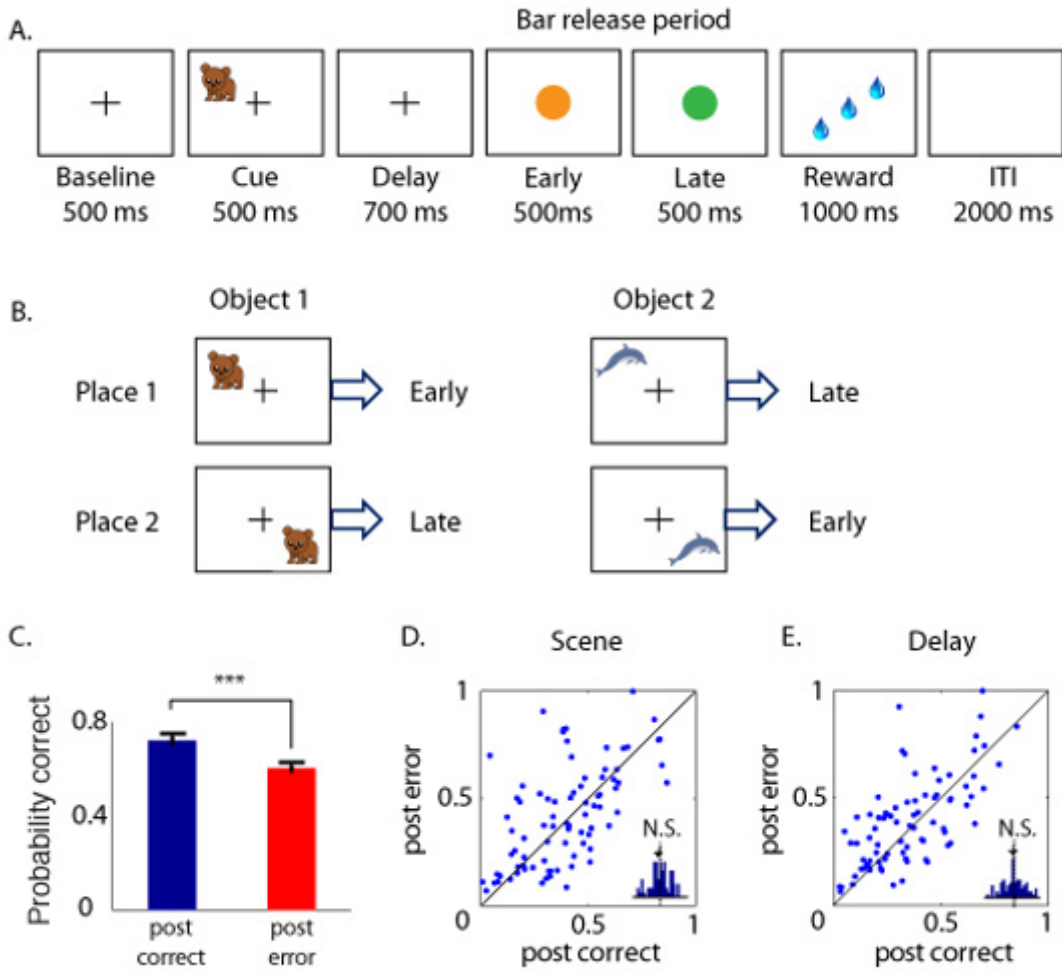 A.
Bar release period
Baseline Cue Delay Early Late Reward ITI
500 ms 500 ms 700 ms 500ms 500 ms 1000 ms 2000 ms
B.
Object 1 Object 2
Place 1 Early Late
Place 2 Late Early
C.
***
Probability correct
0.8
0.4
0
post post
correct error
D. Scene
post error
1
0.5
0 0.5 1
N.S.
post correct
E. Delay
post error
1
0.5
0 0.5 1
N.S.
post correct